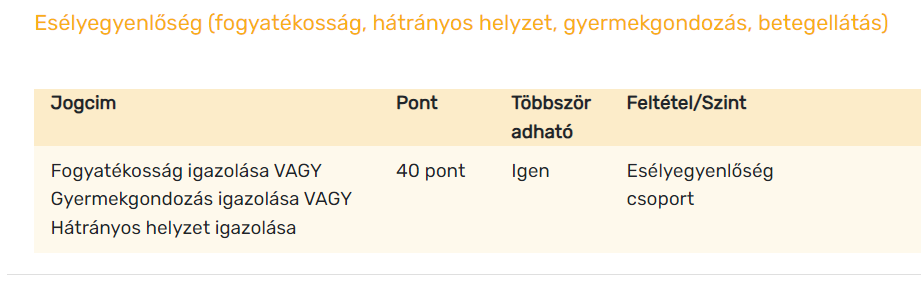 Esélyegyenlőség (fogyatékosság, hátrányos helyzet, gyermekgondozás, betegellátás)
Jogcim Pont Többször adható Feltétel/Szint
Fogyatékosság igazolása VAGY 40 pont Igen Esélyegyenlőség
Gyermekgondozás igazolása VAGY csoport
Hátrányos helyzet igazolása